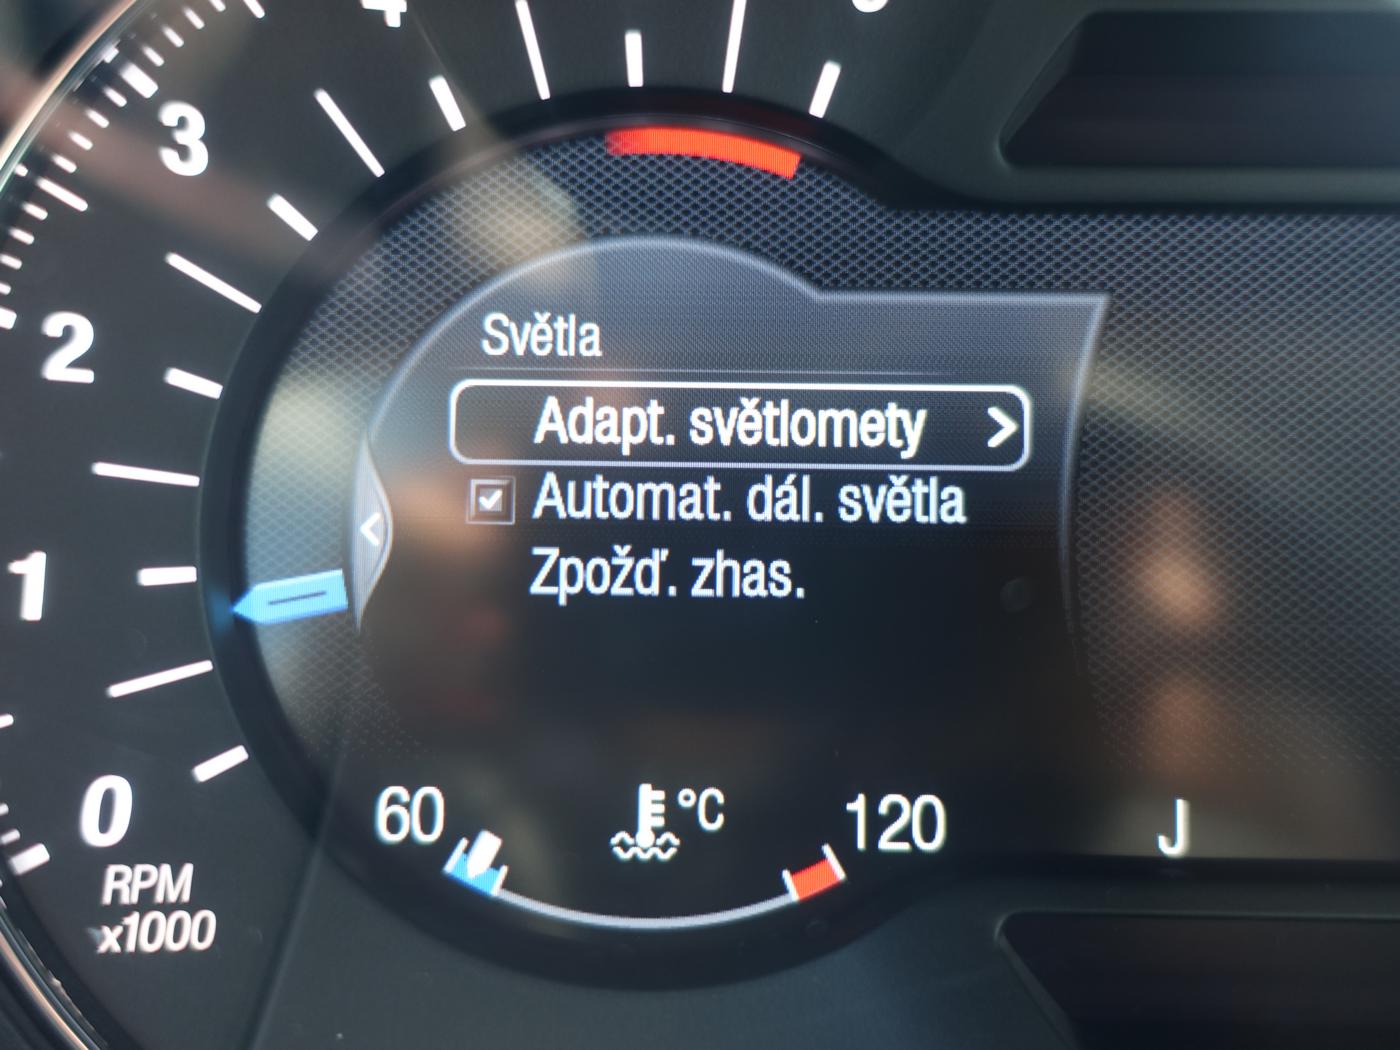 3
2
1
0
RPM
x1000
Světla
Adapt. světlomety
Automat. dál. světla
Zpožď. zhas.
60 °C 120
J